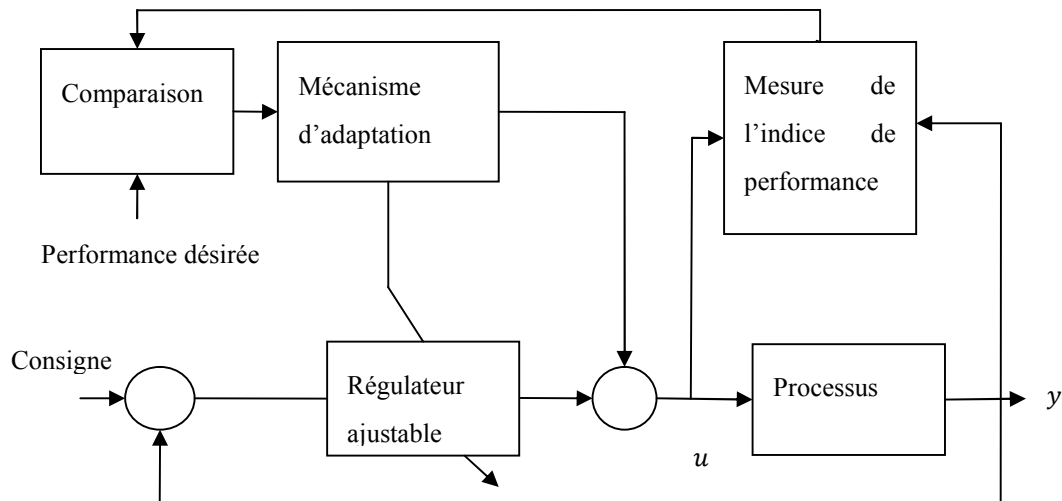 Comparaison
Mécanisme
d’adaptation
Mesure de
l’indice de
performance
Performance désirée
Consigne
Régulateur
ajustable
Processus
y
u